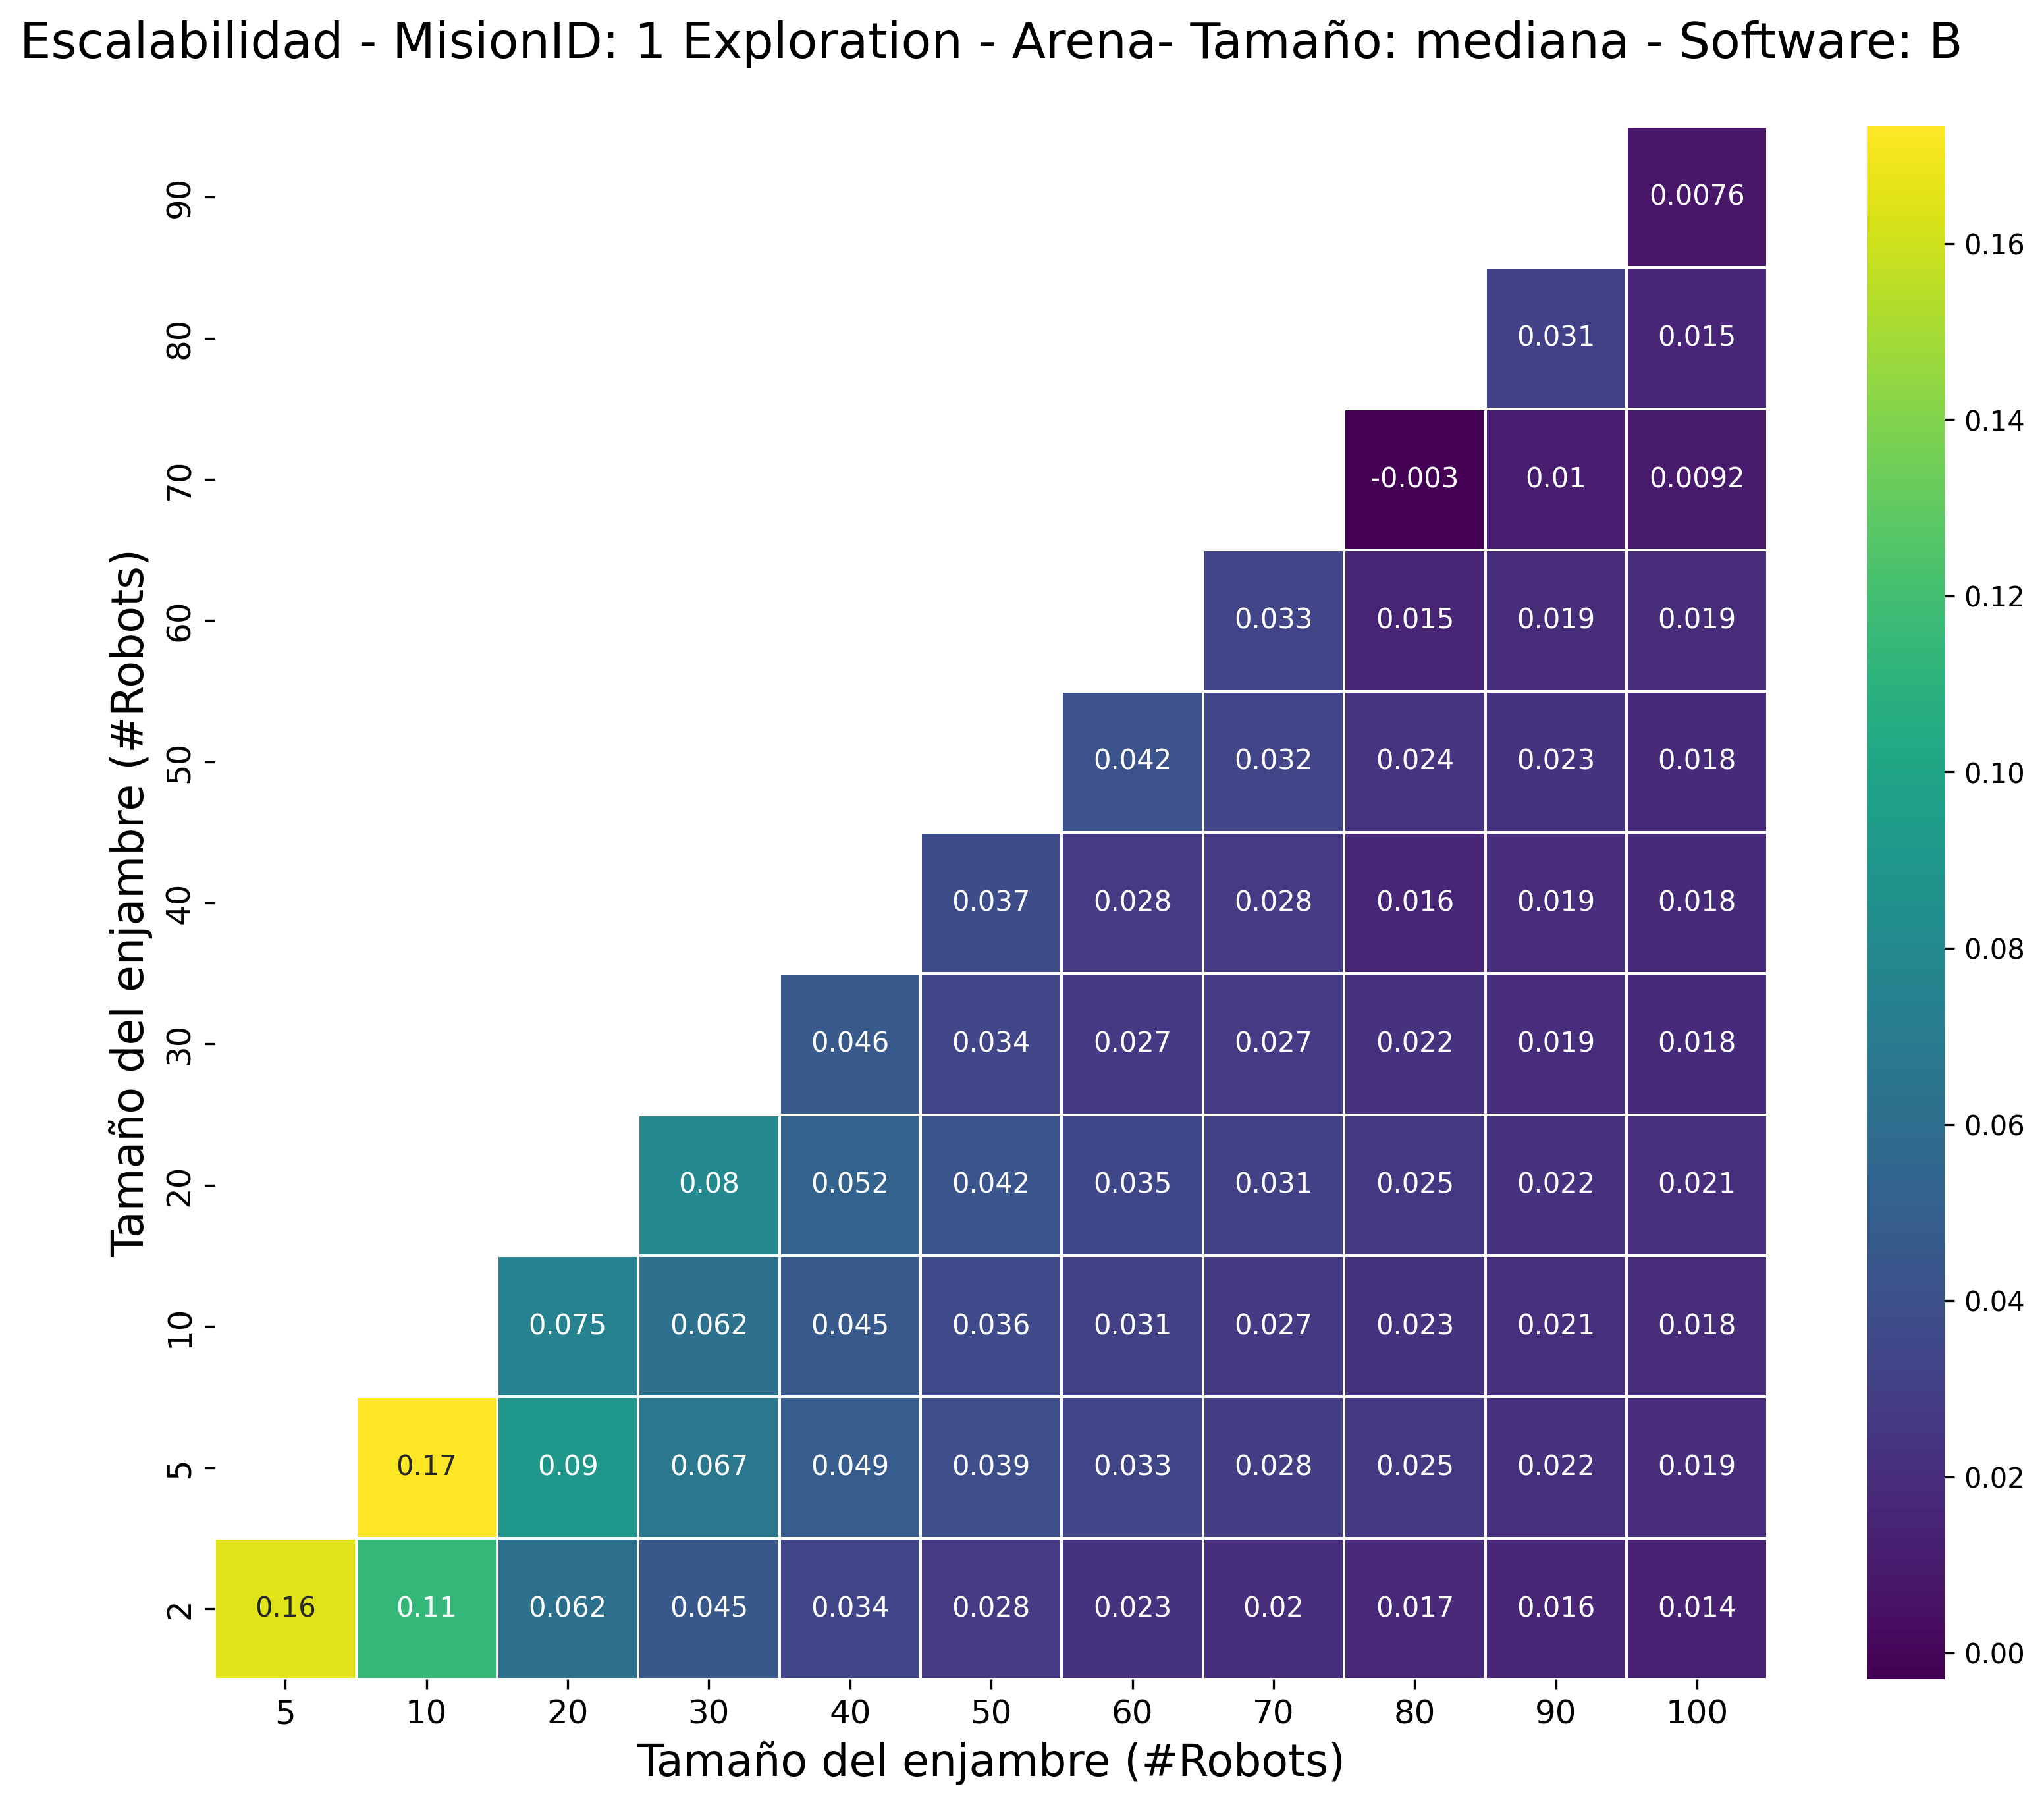 Escalabilidad - MisionID: 1 Exploration - Arena- Tamaño: mediana - Software: B
Tamaño del enjambre (#Robots)
90 0.0076
80 0.031 0.015
70 -0.003 0.01 0.0092
60 0.033 0.015 0.019 0.019
50 0.042 0.032 0.024 0.023 0.018
40 0.037 0.028 0.028 0.016 0.019 0.018
30 0.046 0.034 0.027 0.027 0.022 0.019 0.018
20 0.08 0.052 0.042 0.035 0.031 0.025 0.022 0.021
10 0.075 0.062 0.045 0.036 0.031 0.027 0.023 0.021 0.018
5 0.17 0.09 0.067 0.049 0.039 0.033 0.028 0.025 0.022 0.019
2 0.16 0.11 0.062 0.045 0.034 0.028 0.023 0.02 0.017 0.016 0.014
5 10 20 30 40 50 60 70 80 90 100
Tamaño del enjambre (#Robots)
0.16
0.14
0.12
0.10
0.08
0.06
0.04
0.02
0.00